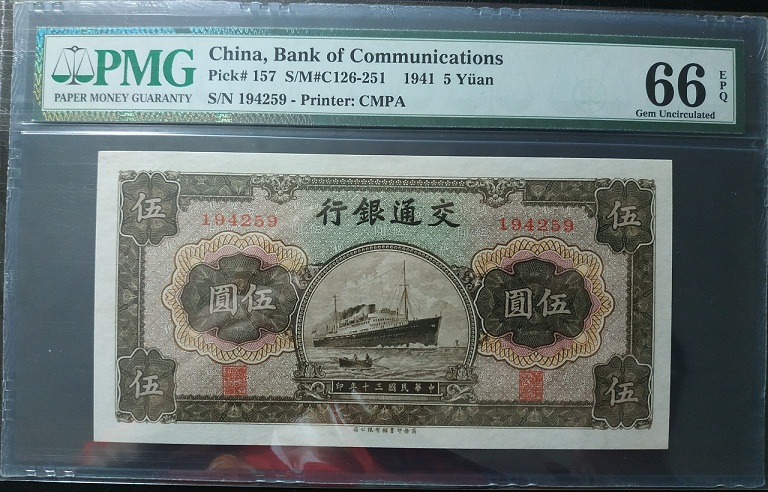 PMG
PAPER MONEY GUARANTY
China, Bank of Communications
Pick# 157 S/M#C126-251 1941 5 Yüan
S/N 194259 - Printer: CMPA
66
EPQ
Gem Uncirculated
伍
行銀通交
伍
194259
194259
圓伍
圓伍
伍
印年十三國民華中
伍